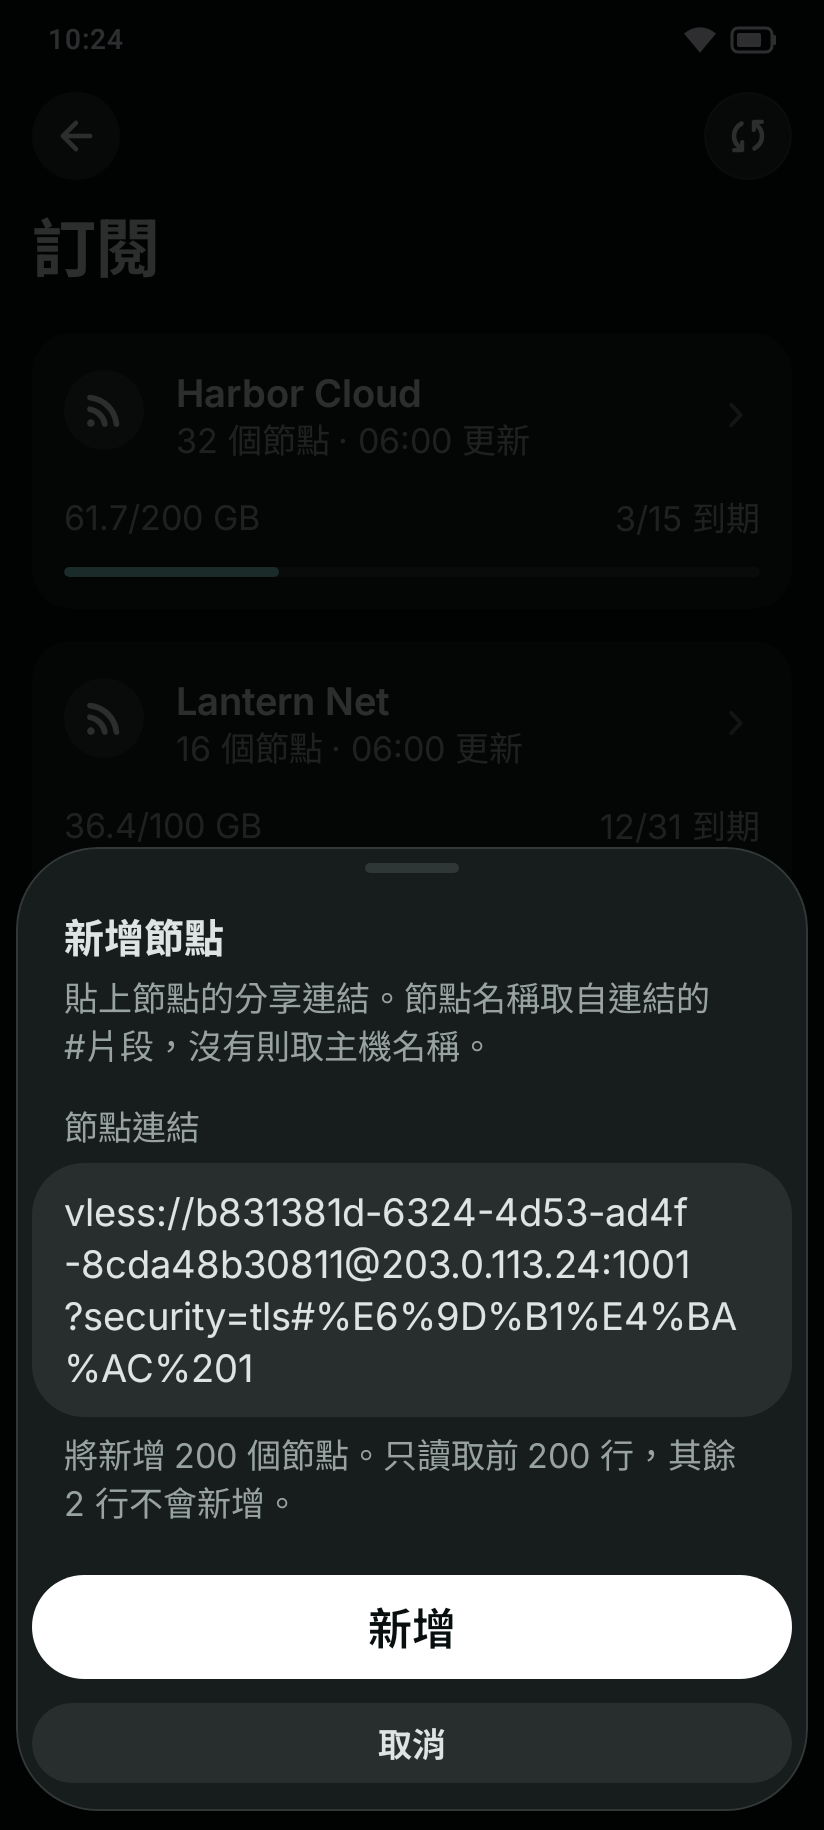 10:24
訂閱
Harbor Cloud
32 個節點 · 06:00 更新
61.7/200 GB
3/15 到期
Lantern Net
16 個節點 · 06:00 更新
36.4/100 GB
12/31 到期
新增節點
貼上節點的分享連結。節點名稱取自連結的
#片段，沒有則取主機名稱。
節點連結
vless://b831381d-6324-4d53-ad4f
-8cda48b30811@203.0.113.24:1001
?security=tls#%E6%9D%B1%E4%BA
%AC%201
將新增 200 個節點。只讀取前 200 行，其餘
2 行不會新增。
新增
取消